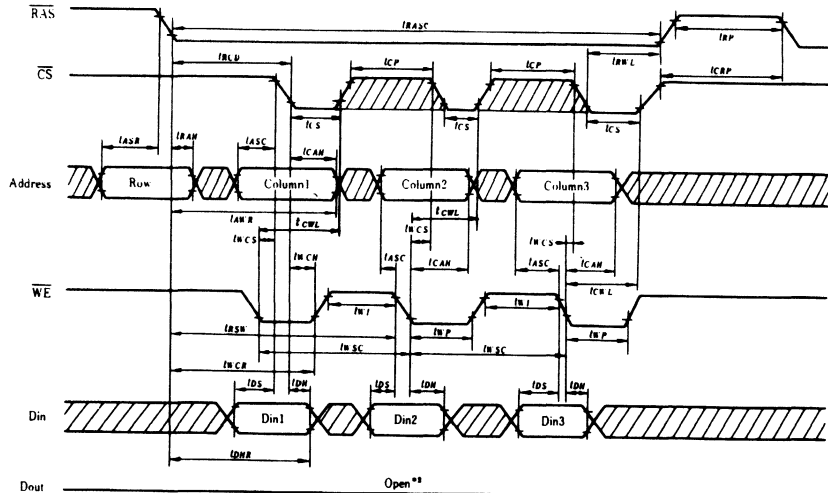 RAS
tRASC
tRP
tRCD
tCP
tCP
tRWL
tCRP
CS
tCS
tCS
tCS
tASR
tRAH
tASC
tCAH
Address
Row
Column1
Column2
Column3
tAWR
tCWL
tCWL
tWCS
tWCS
tWCS
tWCH
tASC
tCAH
tASC
tCAH
tCWL
WE
tWI
tWI
tRSW
tWP
tWP
tWSC
tWSC
tWCR
tDS
tDH
tDS
tDH
tDS
tDH
Din
Din1
Din2
Din3
tDHR
Open*
Dout